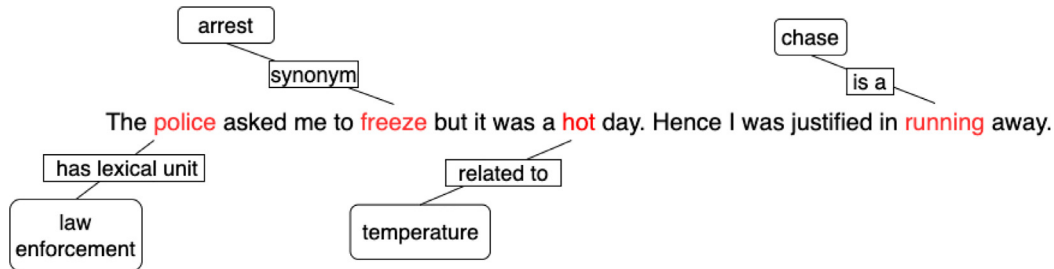 arrest
chase
synonym
is a
The police asked me to freeze but it was a hot day. Hence I was justified in running away.
has lexical unit
related to
law
enforcement
temperature